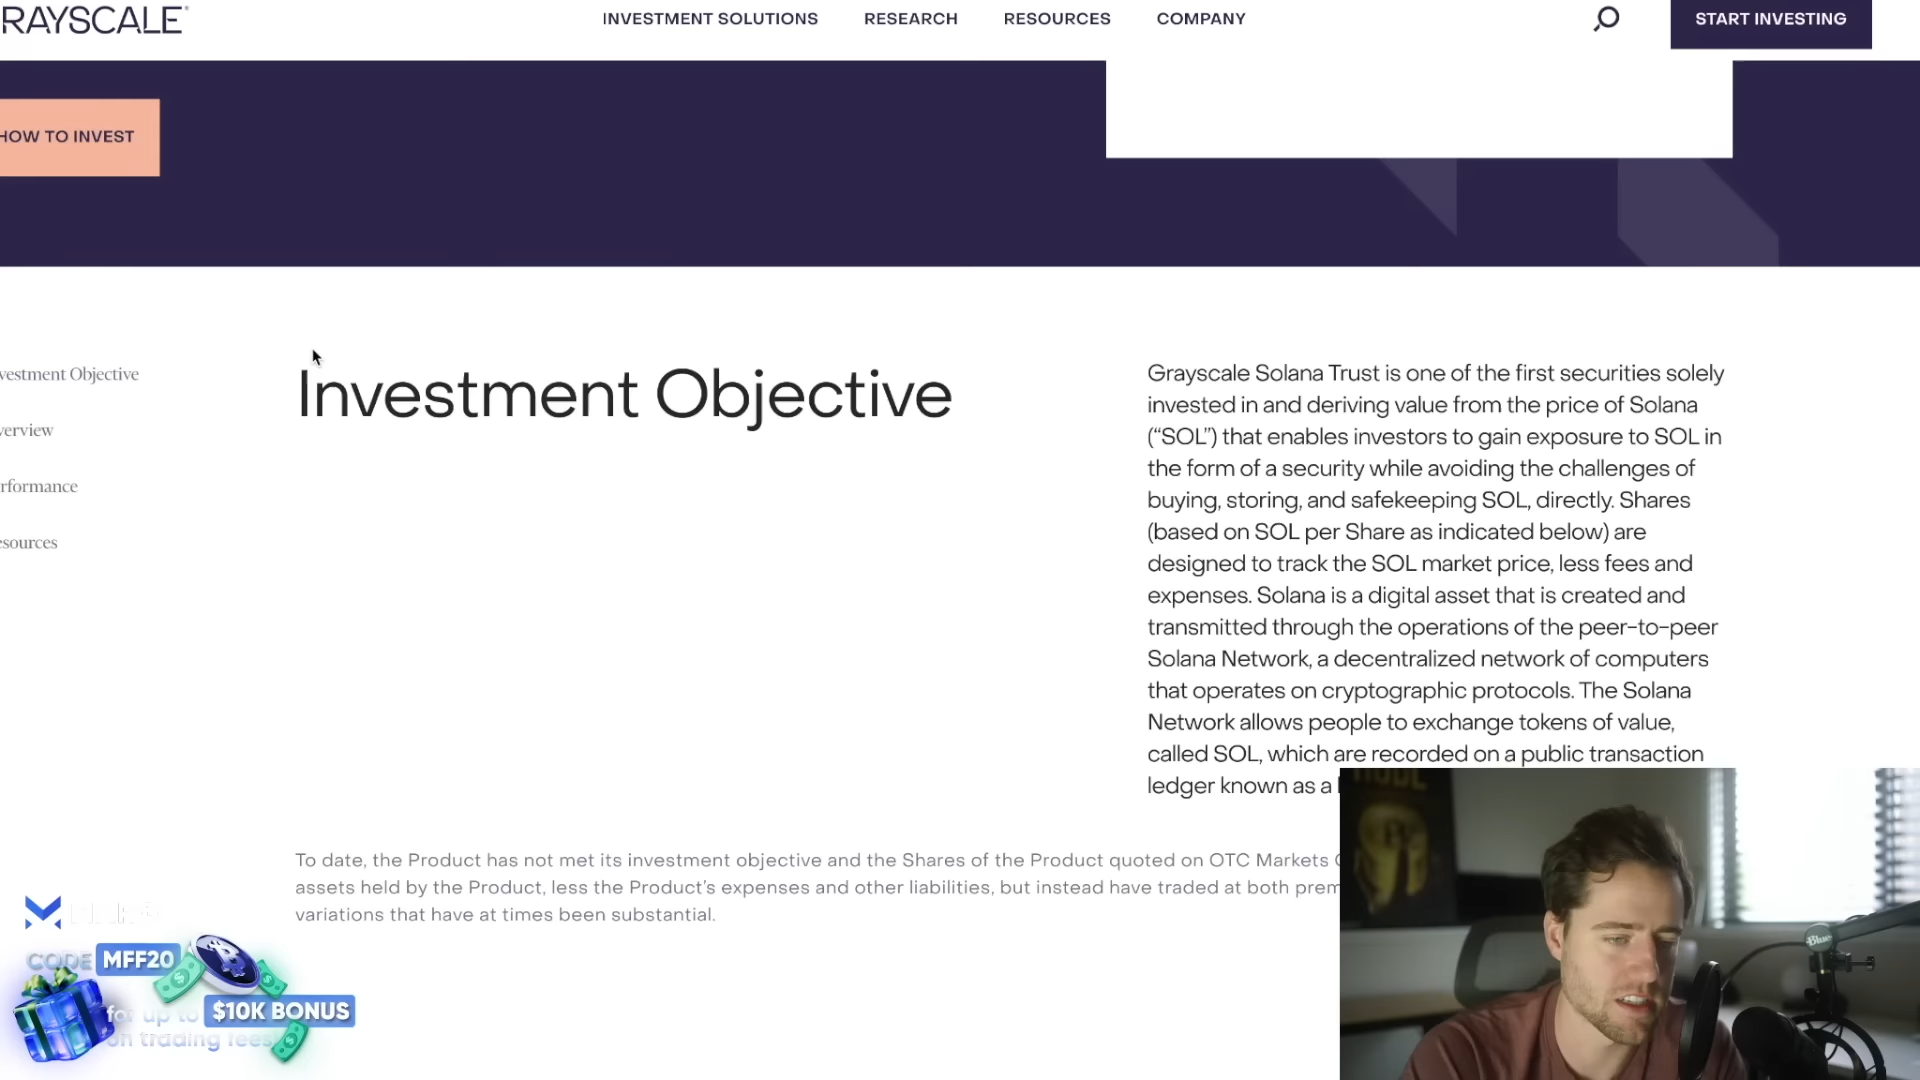 RAYSCALE
INVESTMENT SOLUTIONS
RESEARCH
RESOURCES
COMPANY
START INVESTING
HOW TO INVEST
vestment Objective
verview
rformance
esources
Investment Objective
Grayscale Solana Trust is one of the first securities solely
invested in and deriving value from the price of Solana
(“SOL”) that enables investors to gain exposure to SOL in
the form of a security while avoiding the challenges of
buying, storing, and safekeeping SOL, directly. Shares
(based on SOL per Share as indicated below) are
designed to track the SOL market price, less fees and
expenses. Solana is a digital asset that is created and
transmitted through the operations of the peer-to-peer
Solana Network, a decentralized network of computers
that operates on cryptographic protocols. The Solana
Network allows people to exchange tokens of value,
called SOL, which are recorded on a public transaction
ledger known as a
To date, the Product has not met its investment objective and the Shares of the Product quoted on OTC Markets
assets held by the Product, less the Product’s expenses and other liabilities, but instead have traded at both prem
variations that have at times been substantial.
CODE MFF20
for up to $10K BONUS
on trading fees
Blue